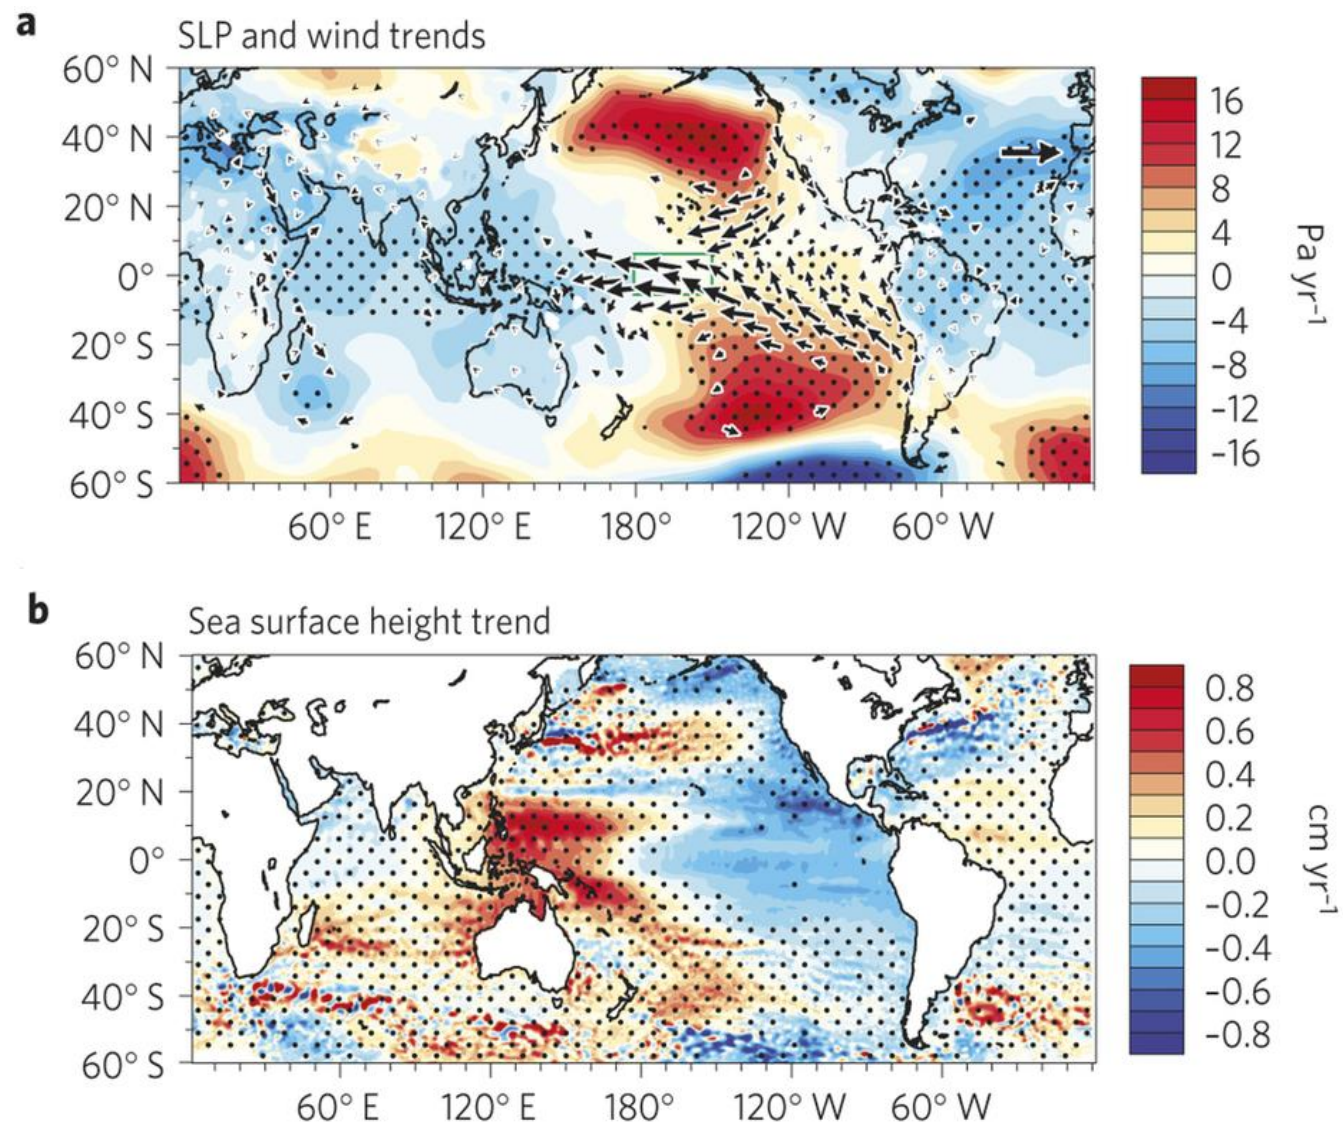 a
SLP and wind trends
60° N
40° N
20° N
0°
20° S
40° S
60° S
60° E 120° E 180° 120° W 60° W
16
12
8
4
0
−4
−8
−12
−16
Pa yr⁻¹
b
Sea surface height trend
60° N
40° N
20° N
0°
20° S
40° S
60° S
60° E 120° E 180° 120° W 60° W
0.8
0.6
0.4
0.2
0.0
−0.2
−0.4
−0.6
−0.8
cm yr⁻¹